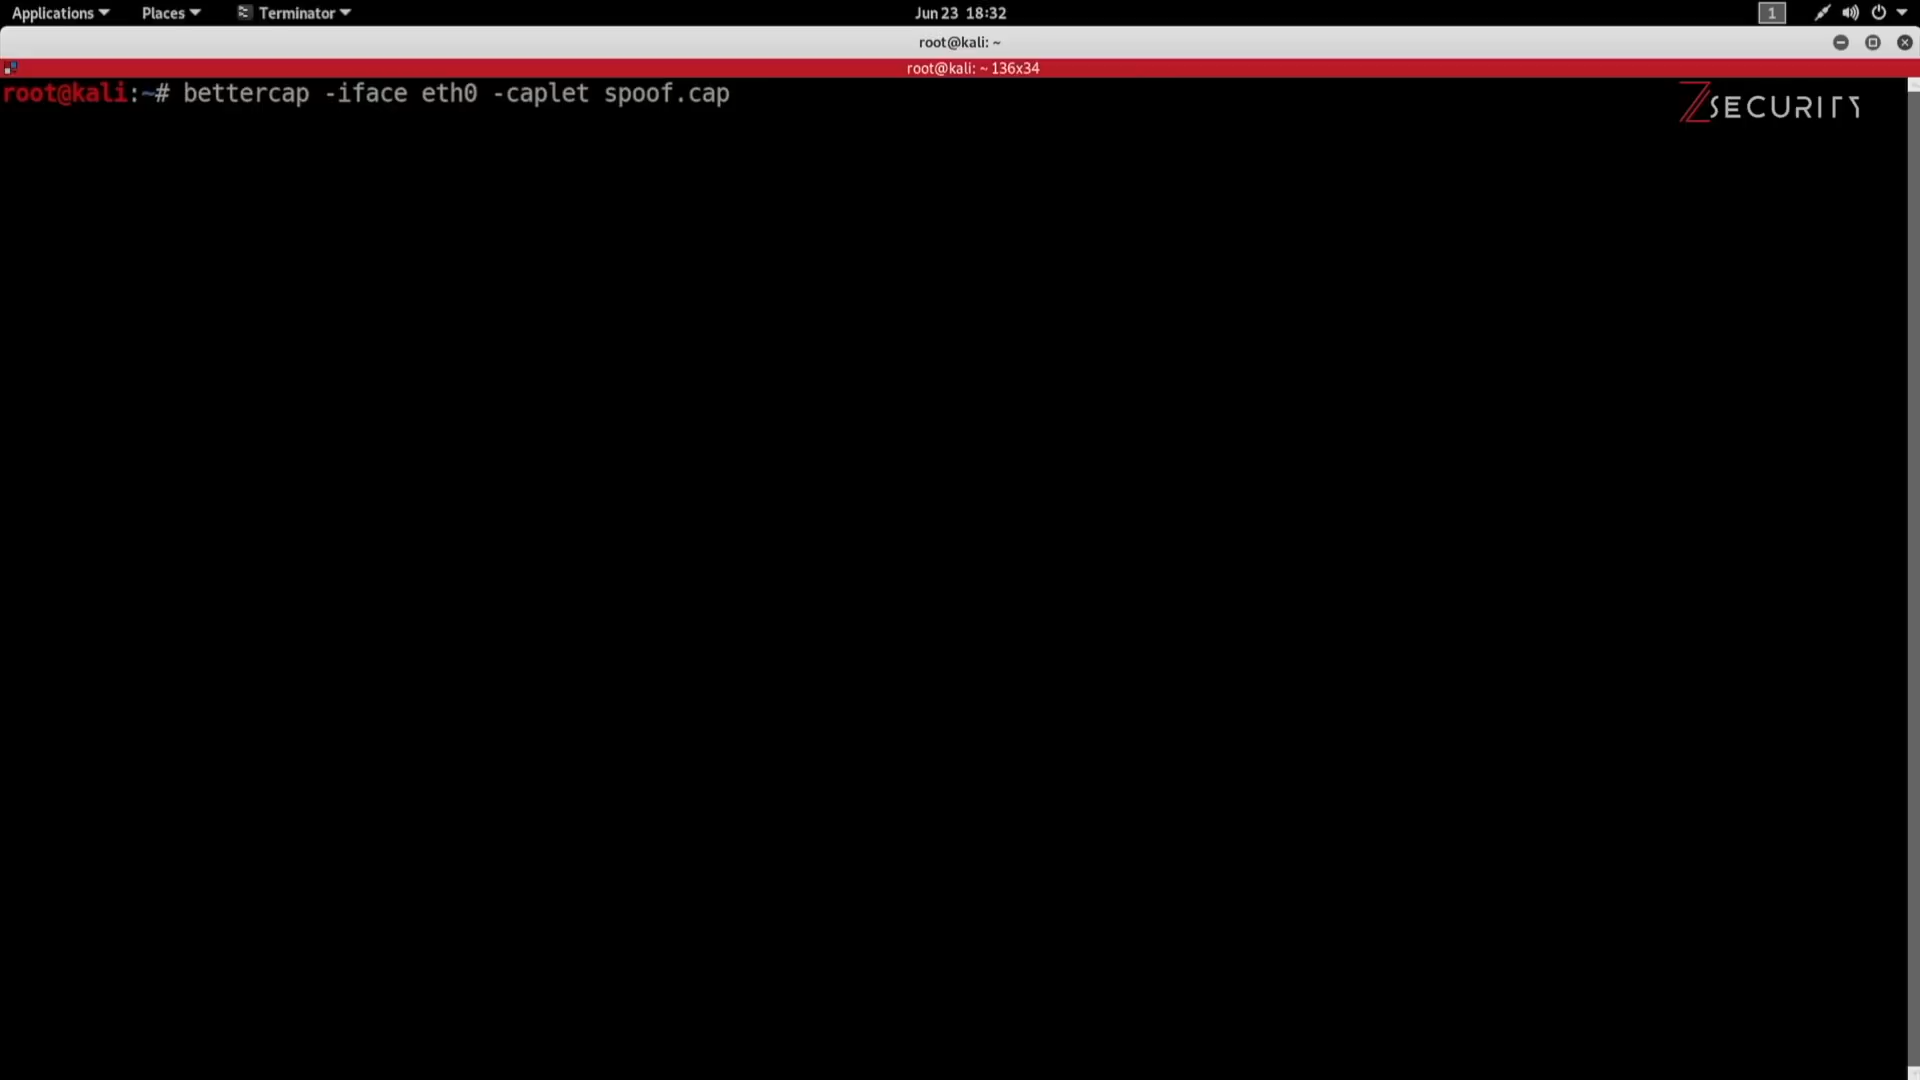 Applications Places Terminator Jun 23 18:32 1
root@kali: ~
root@kali: ~ 136x34
root@kali:~# bettercap -iface eth0 -caplet spoof.cap
ZSECURITY